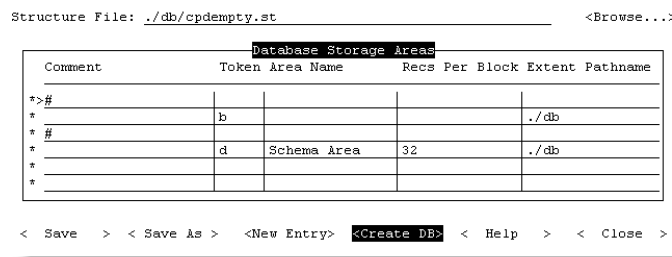 Structure File: ./db/cpdempty.st <Browse...>
Database Storage Areas
Comment Token Area Name Recs Per Block Extent Pathname
*>#
* b ./db
* #
* d Schema Area 32 ./db
*
*
< Save > < Save As > <New Entry> <Create DB> < Help > < Close >